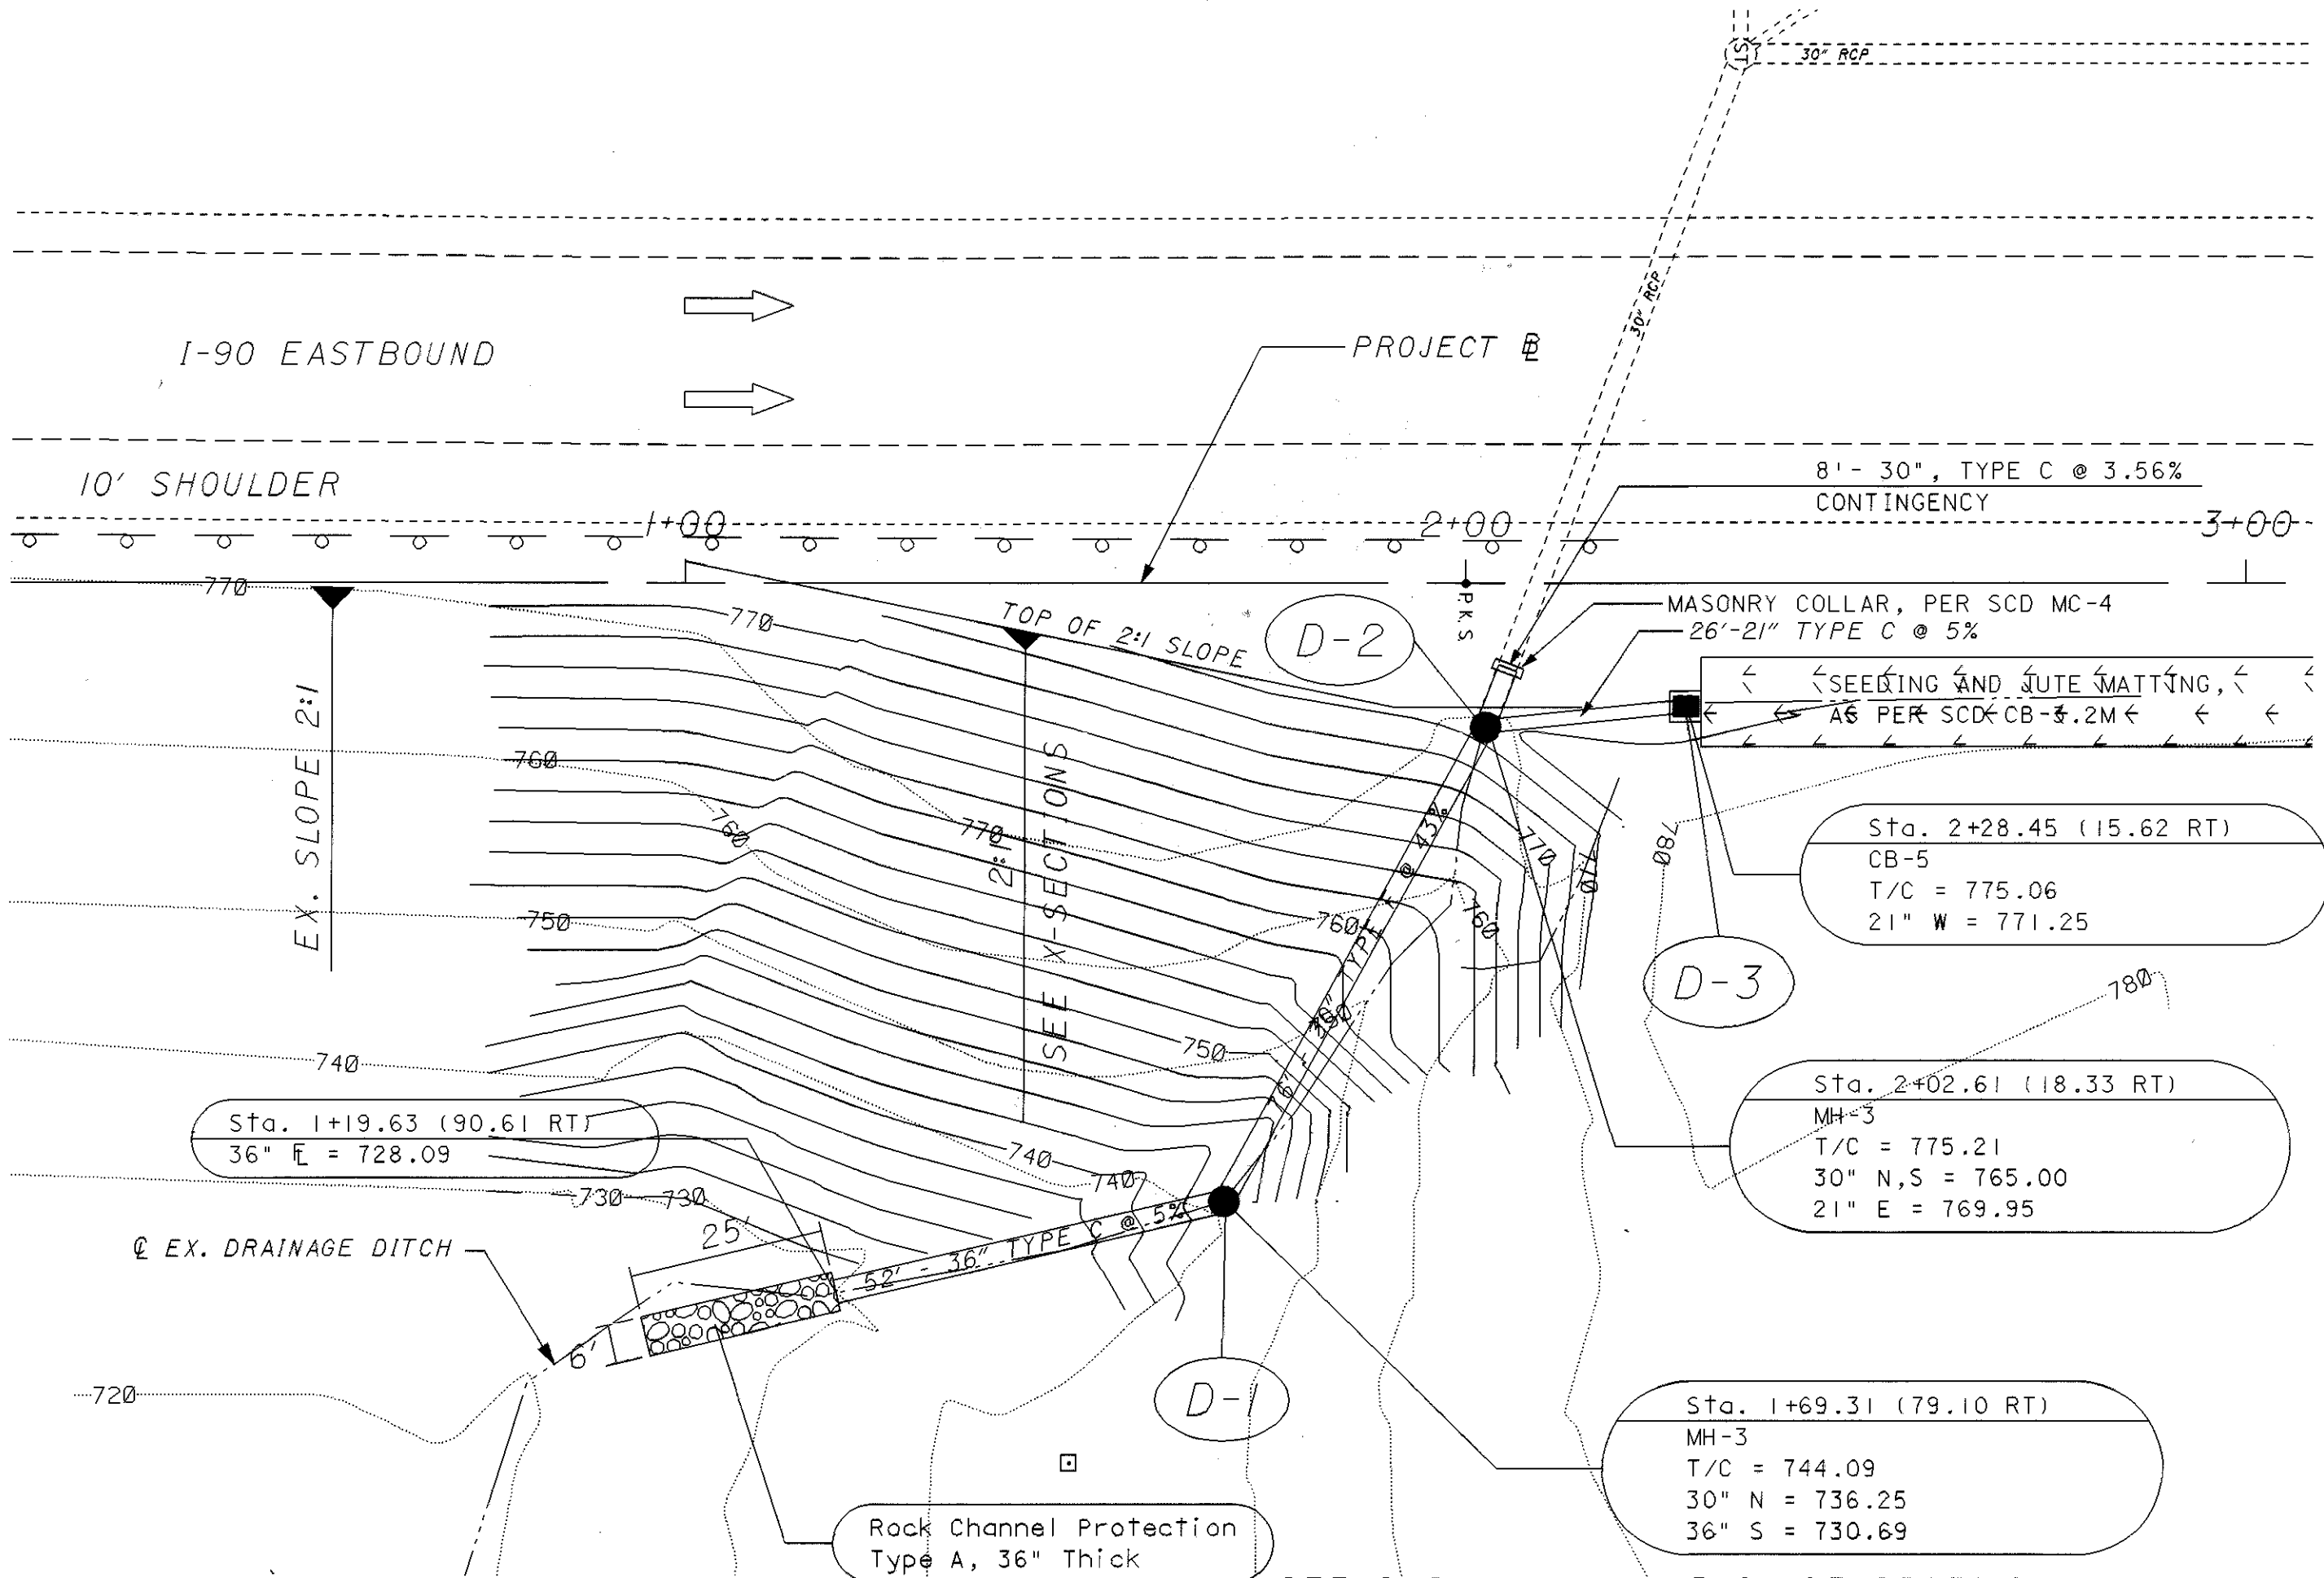 ST
30" RCP
30" RCP
I-90 EASTBOUND
PROJECT
10' SHOULDER
8'- 30", TYPE C @ 3.56%
CONTINGENCY
1+00
2+00
3+00
770
770
TOP OF 2:1 SLOPE
D-2
P.K.S
MASONRY COLLAR, PER SCD MC-4
26'-21" TYPE C @ 5%
SEEDING AND JUTE MATTING,
AS PER SCD CB-3.2M
EX. SLOPE 2:1
760
760
770
2:1
SEE X-SECTIONS
770
770
780
Sta. 2+28.45 (15.62 RT)
CB-5
T/C = 775.06
21" W = 771.25
750
760
760
D-3
780
76' - 30" TYPE C @ 43%
750
740
Sta. 2+02.61 (18.33 RT)
MH-3
T/C = 775.21
30" N,S = 765.00
21" E = 769.95
Sta. 1+19.63 (90.61 RT)
36" FL = 728.09
740
740
730
730
25'
52' - 36" TYPE C @ .5%
℄ EX. DRAINAGE DITCH
6'
720
D-1
Sta. 1+69.31 (79.10 RT)
MH-3
T/C = 744.09
30" N = 736.25
36" S = 730.69
Rock Channel Protection
Type A, 36" Thick